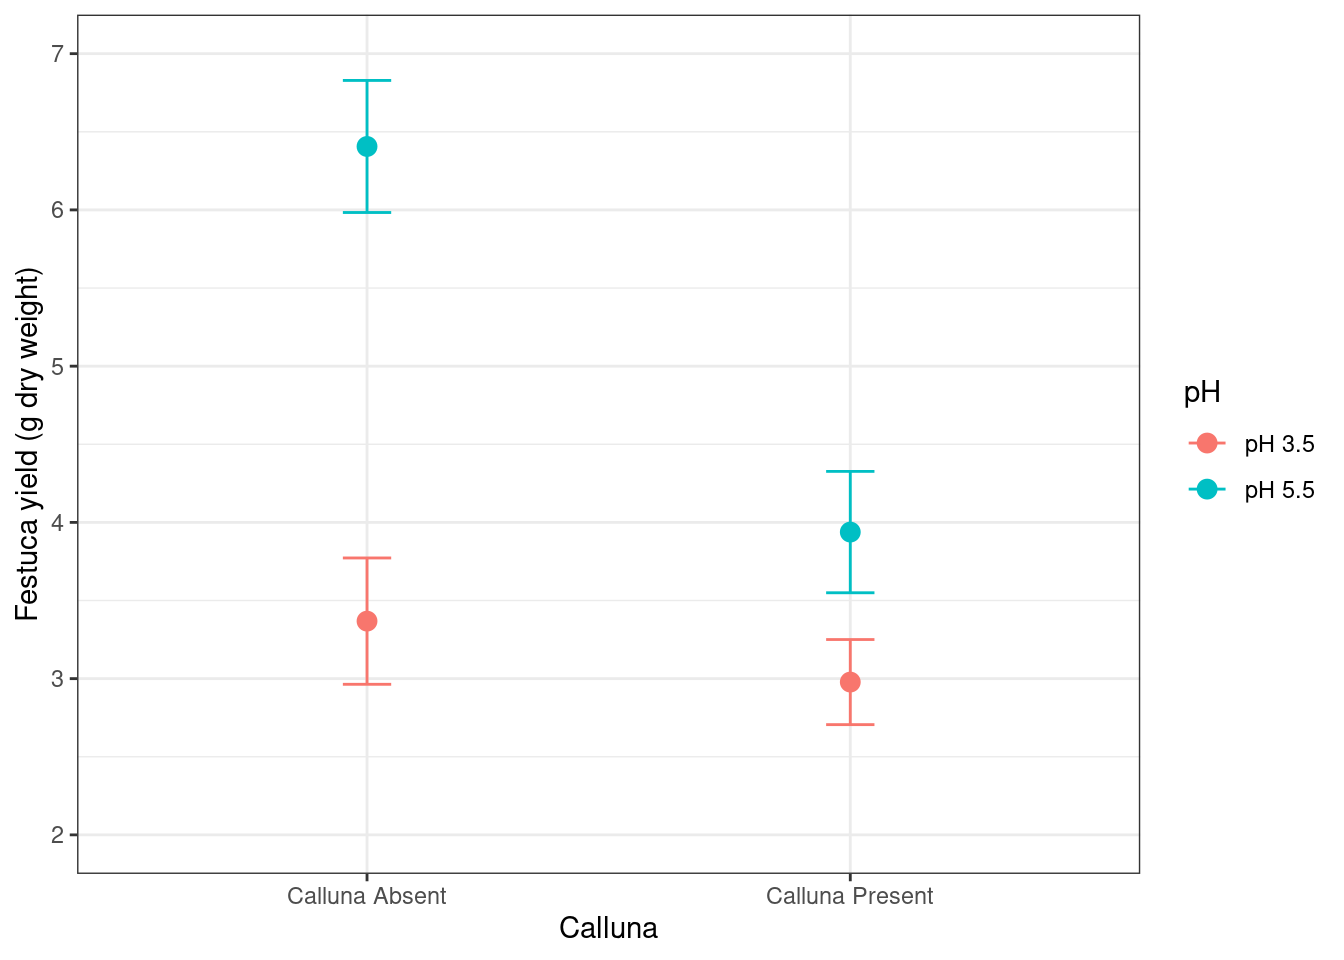 Festuca yield (g dry weight)
7
6
5
4
3
2
Calluna Absent
Calluna Present
Calluna
pH
pH 3.5
pH 5.5